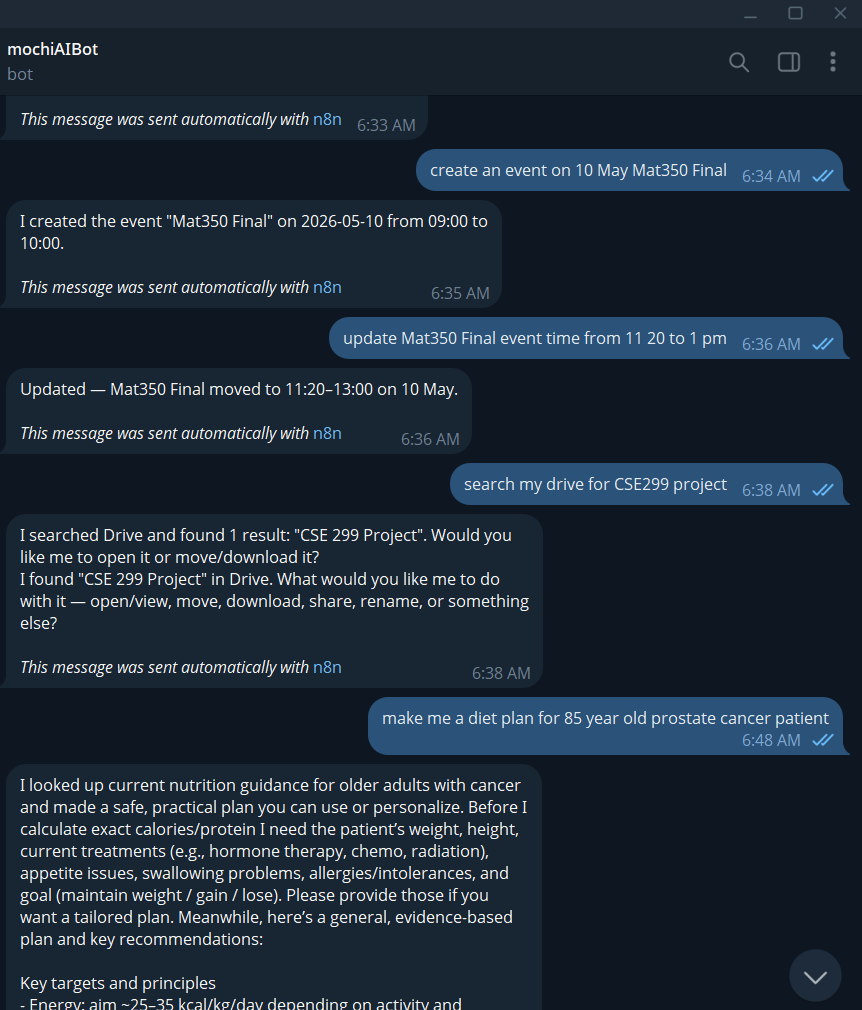 mochiAIBot
bot
This message was sent automatically with n8n 6:33 AM
create an event on 10 May Mat350 Final 6:34 AM
I created the event "Mat350 Final" on 2026-05-10 from 09:00 to
10:00.
This message was sent automatically with n8n 6:35 AM
update Mat350 Final event time from 11 20 to 1 pm 6:36 AM
Updated — Mat350 Final moved to 11:20–13:00 on 10 May.
This message was sent automatically with n8n 6:36 AM
search my drive for CSE299 project 6:38 AM
I searched Drive and found 1 result: "CSE 299 Project". Would you
like me to open it or move/download it?
I found "CSE 299 Project" in Drive. What would you like me to do
with it — open/view, move, download, share, rename, or something
else?
This message was sent automatically with n8n 6:38 AM
make me a diet plan for 85 year old prostate cancer patient
6:48 AM
I looked up current nutrition guidance for older adults with cancer
and made a safe, practical plan you can use or personalize. Before I
calculate exact calories/protein I need the patient’s weight, height,
current treatments (e.g., hormone therapy, chemo, radiation),
appetite issues, swallowing problems, allergies/intolerances, and
goal (maintain weight / gain / lose). Please provide those if you
want a tailored plan. Meanwhile, here’s a general, evidence-based
plan and key recommendations:
Key targets and principles
- Energy: aim ~25–35 kcal/kg/day depending on activity and